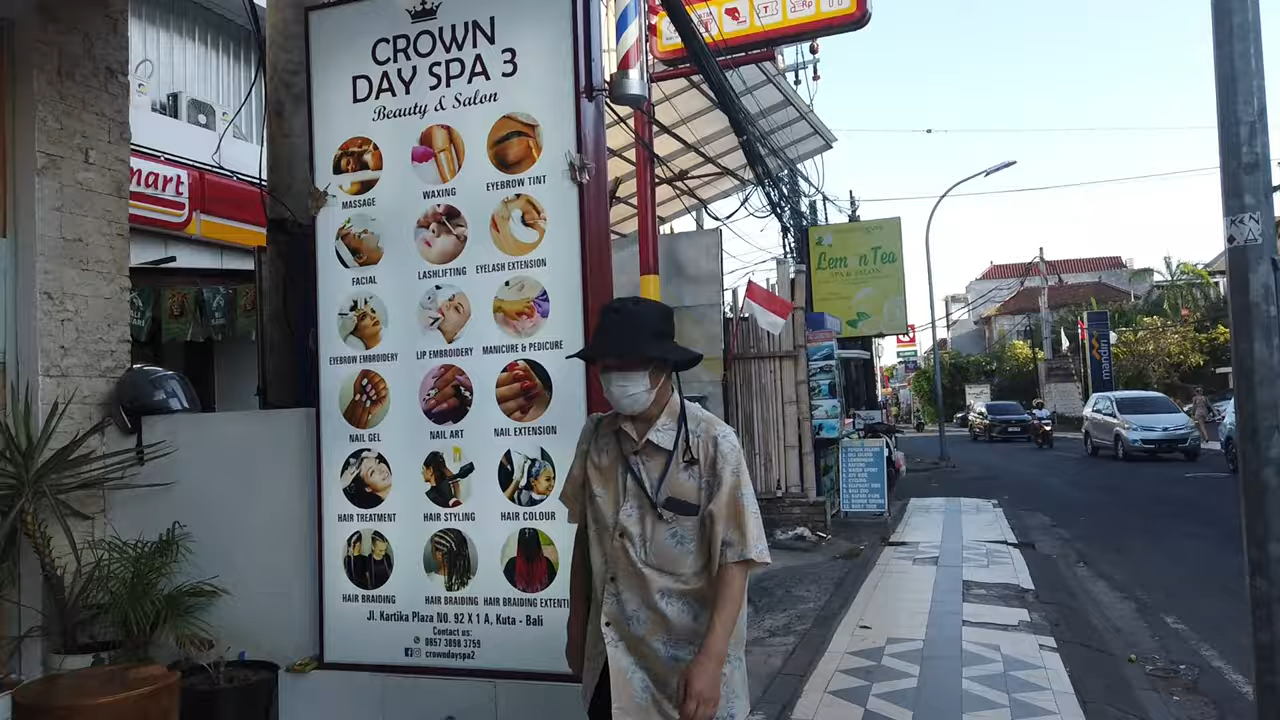 CROWN
DAY SPA 3
Beauty & Salon
MASSAGE
WAXING
EYEBROW TINT
FACIAL
LASHLIFTING
EYELASH EXTENSION
EYEBROW EMBROIDERY
LIP EMBROIDERY
MANICURE & PEDICURE
NAIL GEL
NAIL ART
NAIL EXTENSION
HAIR TREATMENT
HAIR STYLING
HAIR COLOUR
HAIR BRAIDING
HAIR BRAIDING
HAIR BRAIDING EXTENTI
Jl. Kartika Plaza NO. 92 X 1 A, Kuta - Bali
Contact us:
0857 3898 3759
crowndayspa2
mart
Lem n Tea
SPA & SALON
mandiri
KEN